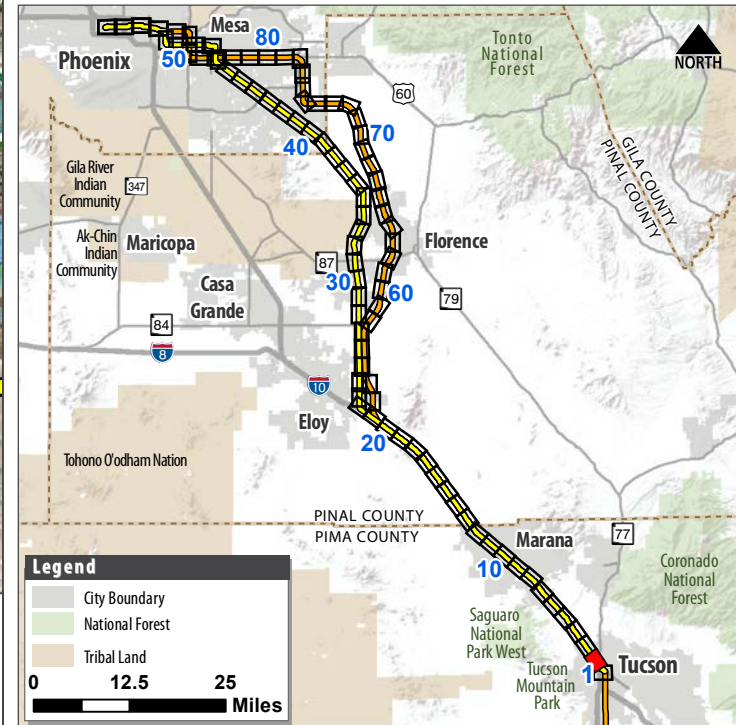 Mesa
80
Phoenix
50
Tonto
National
Forest
NORTH
60
70
40
GILA COUNTY
PINAL COUNTY
Gila River
Indian
Community
347
Ak-Chin
Indian
Community
Maricopa
Florence
87
30
60
Casa
Grande
79
84
8
10
Eloy
20
Tohono O'odham Nation
PINAL COUNTY
PIMA COUNTY
Marana
77
10
Coronado
National
Forest
Saguaro
National
Park West
Tucson
Mountain
Park
1
Tucson
Legend
City Boundary
National Forest
Tribal Land
0 12.5 25
Miles